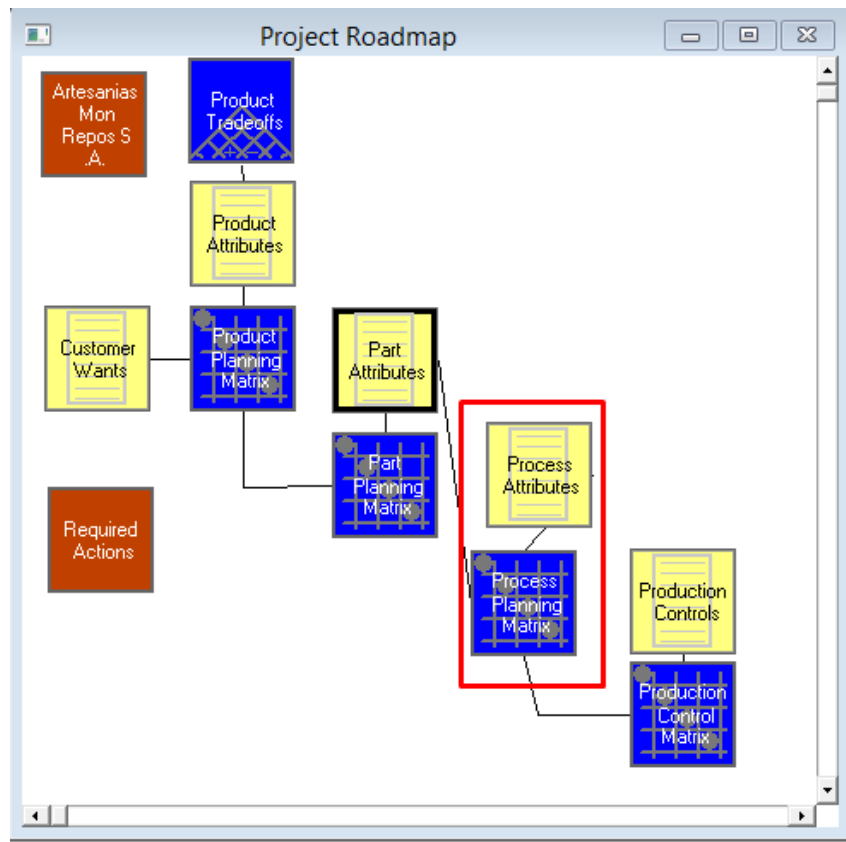 Project Roadmap
Artesanias
Mon
Repos S
.A.
Product
Tradeoffs
Product
Attributes
Customer
Wants
Product
Planning
Matrix
Part
Attributes
Part
Planning
Matrix
Process
Attributes
Required
Actions
Process
Planning
Matrix
Production
Controls
Production
Control
Matrix